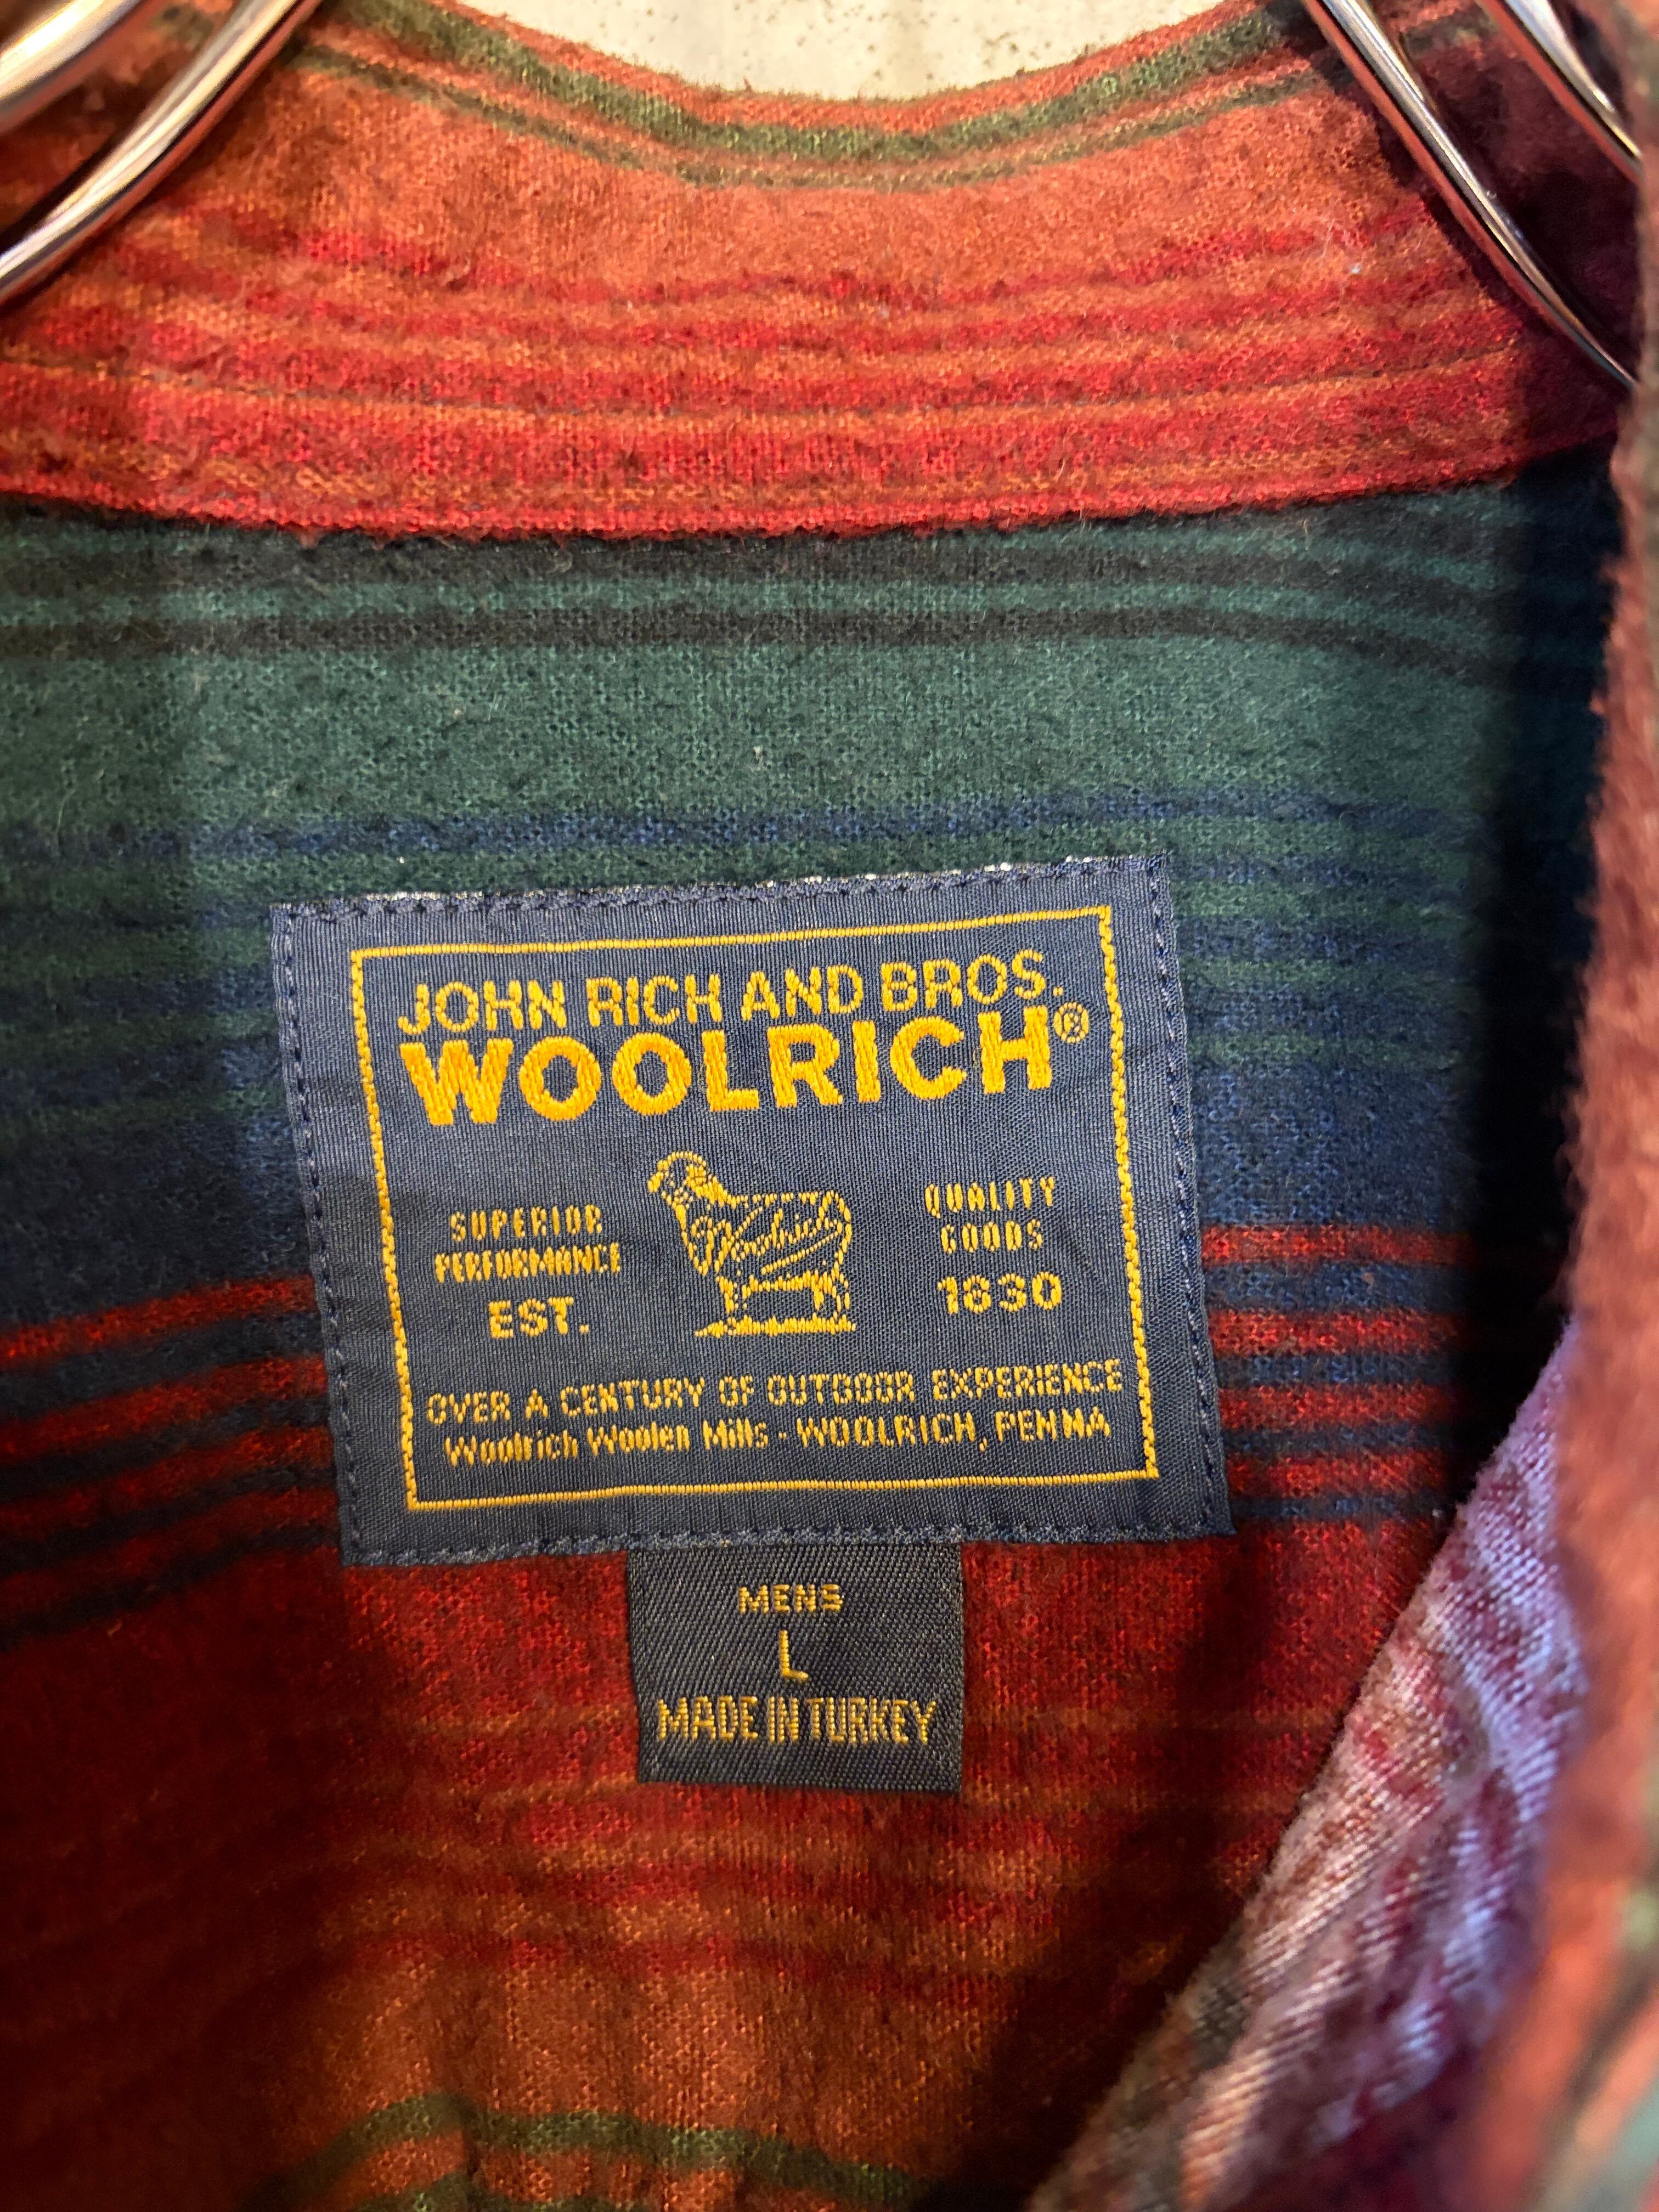 JOHN RICH AND BROS.
WOOLRICH®
SUPERIOR
PERFORMANCE
EST.
Woolrich
QUALITY
GOODS
1830
OVER A CENTURY OF OUTDOOR EXPERIENCE
Woolrich Woolen Mills - WOOLRICH, PENNA
MENS
L
MADE IN TURKEY